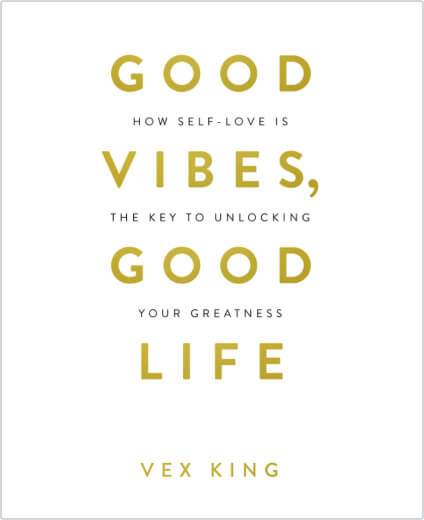 GOOD
HOW SELF-LOVE IS
VIBES,
THE KEY TO UNLOCKING
GOOD
YOUR GREATNESS
LIFE
VEX KING